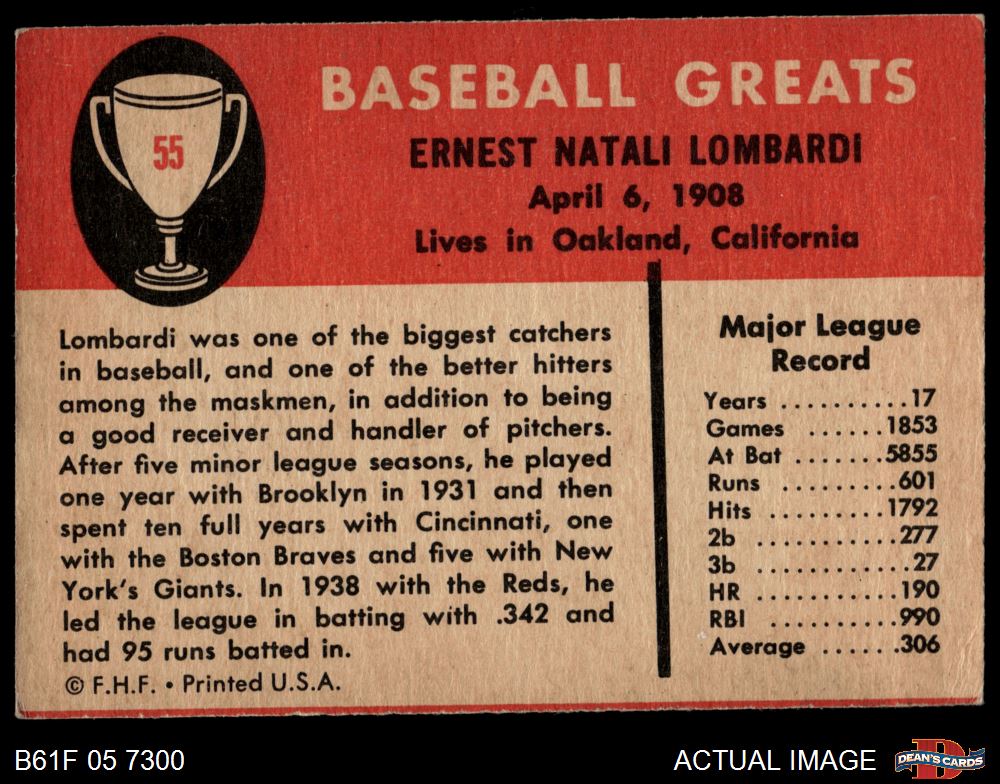 55
BASEBALL GREATS
ERNEST NATALI LOMBARDI
April 6, 1908
Lives in Oakland, California
Lombardi was one of the biggest catchers
in baseball, and one of the better hitters
among the maskmen, in addition to being
a good receiver and handler of pitchers.
After five minor league seasons, he played
one year with Brooklyn in 1931 and then
spent ten full years with Cincinnati, one
with the Boston Braves and five with New
York's Giants. In 1938 with the Reds, he
led the league in batting with .342 and
had 95 runs batted in.
© F.H.F. • Printed U.S.A.
Major League
Record
Years ..........17
Games ......1853
At Bat .......5855
Runs .........601
Hits .........1792
2b ...........277
3b ............27
HR ...........190
RBI ..........990
Average ......306
B61F 05 7300
ACTUAL IMAGE
DEAN'S CARDS